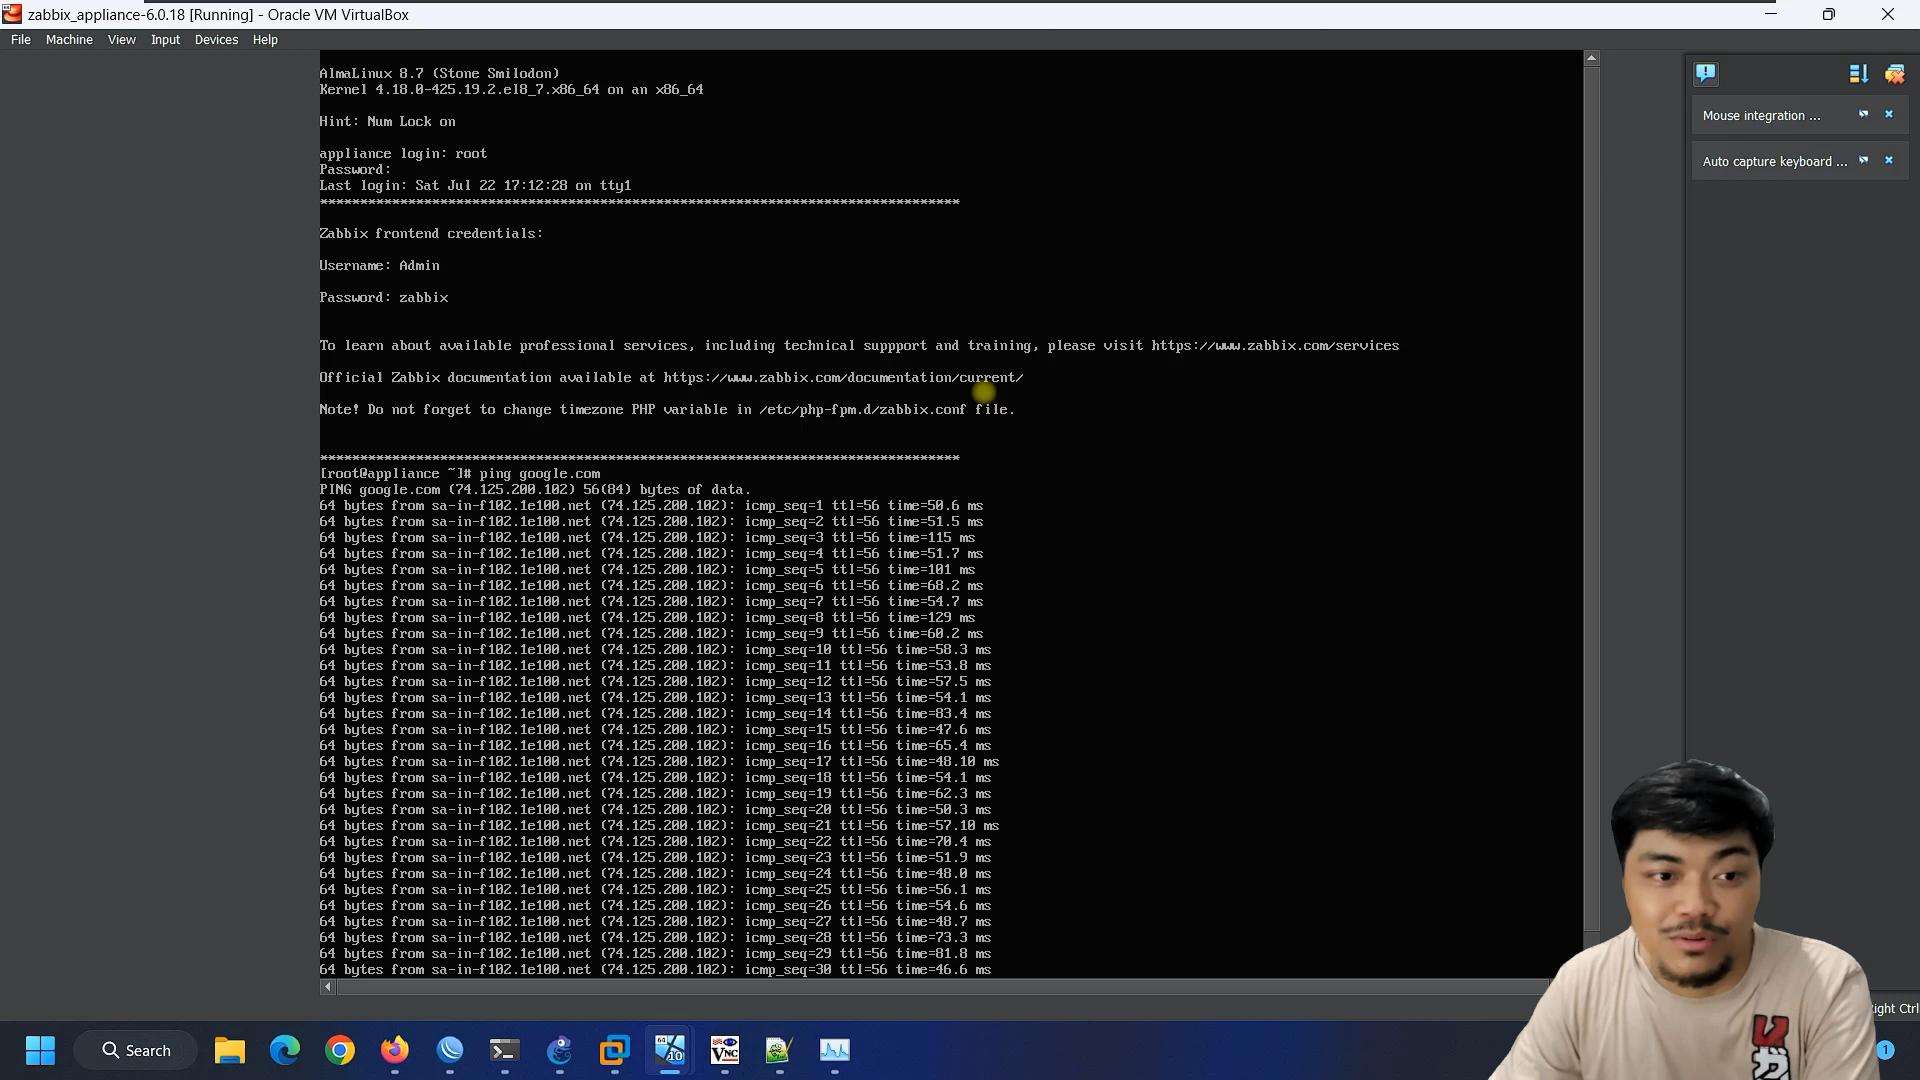 zabbix_appliance-6.0.18 [Running] - Oracle VM VirtualBox
File Machine View Input Devices Help
AlmaLinux 8.7 (Stone Smilodon)
Kernel 4.18.0-425.19.2.el8_7.x86_64 on an x86_64
Hint: Num Lock on
appliance login: root
Password:
Last login: Sat Jul 22 17:12:28 on tty1
********************************************************************************
Zabbix frontend credentials:
Username: Admin
Password: zabbix
To learn about available professional services, including technical suppport and training, please visit https://www.zabbix.com/services
Official Zabbix documentation available at https://www.zabbix.com/documentation/current/
Note! Do not forget to change timezone PHP variable in /etc/php-fpm.d/zabbix.conf file.
********************************************************************************
[root@appliance ~]# ping google.com
PING google.com (74.125.200.102) 56(84) bytes of data.
64 bytes from sa-in-f102.1e100.net (74.125.200.102): icmp_seq=1 ttl=56 time=50.6 ms
64 bytes from sa-in-f102.1e100.net (74.125.200.102): icmp_seq=2 ttl=56 time=51.5 ms
64 bytes from sa-in-f102.1e100.net (74.125.200.102): icmp_seq=3 ttl=56 time=115 ms
64 bytes from sa-in-f102.1e100.net (74.125.200.102): icmp_seq=4 ttl=56 time=51.7 ms
64 bytes from sa-in-f102.1e100.net (74.125.200.102): icmp_seq=5 ttl=56 time=101 ms
64 bytes from sa-in-f102.1e100.net (74.125.200.102): icmp_seq=6 ttl=56 time=68.2 ms
64 bytes from sa-in-f102.1e100.net (74.125.200.102): icmp_seq=7 ttl=56 time=54.7 ms
64 bytes from sa-in-f102.1e100.net (74.125.200.102): icmp_seq=8 ttl=56 time=129 ms
64 bytes from sa-in-f102.1e100.net (74.125.200.102): icmp_seq=9 ttl=56 time=60.2 ms
64 bytes from sa-in-f102.1e100.net (74.125.200.102): icmp_seq=10 ttl=56 time=58.3 ms
64 bytes from sa-in-f102.1e100.net (74.125.200.102): icmp_seq=11 ttl=56 time=53.8 ms
64 bytes from sa-in-f102.1e100.net (74.125.200.102): icmp_seq=12 ttl=56 time=57.5 ms
64 bytes from sa-in-f102.1e100.net (74.125.200.102): icmp_seq=13 ttl=56 time=54.1 ms
64 bytes from sa-in-f102.1e100.net (74.125.200.102): icmp_seq=14 ttl=56 time=83.4 ms
64 bytes from sa-in-f102.1e100.net (74.125.200.102): icmp_seq=15 ttl=56 time=47.6 ms
64 bytes from sa-in-f102.1e100.net (74.125.200.102): icmp_seq=16 ttl=56 time=65.4 ms
64 bytes from sa-in-f102.1e100.net (74.125.200.102): icmp_seq=17 ttl=56 time=48.10 ms
64 bytes from sa-in-f102.1e100.net (74.125.200.102): icmp_seq=18 ttl=56 time=54.1 ms
64 bytes from sa-in-f102.1e100.net (74.125.200.102): icmp_seq=19 ttl=56 time=62.3 ms
64 bytes from sa-in-f102.1e100.net (74.125.200.102): icmp_seq=20 ttl=56 time=50.3 ms
64 bytes from sa-in-f102.1e100.net (74.125.200.102): icmp_seq=21 ttl=56 time=57.10 ms
64 bytes from sa-in-f102.1e100.net (74.125.200.102): icmp_seq=22 ttl=56 time=70.4 ms
64 bytes from sa-in-f102.1e100.net (74.125.200.102): icmp_seq=23 ttl=56 time=51.9 ms
64 bytes from sa-in-f102.1e100.net (74.125.200.102): icmp_seq=24 ttl=56 time=48.0 ms
64 bytes from sa-in-f102.1e100.net (74.125.200.102): icmp_seq=25 ttl=56 time=56.1 ms
64 bytes from sa-in-f102.1e100.net (74.125.200.102): icmp_seq=26 ttl=56 time=54.6 ms
64 bytes from sa-in-f102.1e100.net (74.125.200.102): icmp_seq=27 ttl=56 time=48.7 ms
64 bytes from sa-in-f102.1e100.net (74.125.200.102): icmp_seq=28 ttl=56 time=73.3 ms
64 bytes from sa-in-f102.1e100.net (74.125.200.102): icmp_seq=29 ttl=56 time=81.8 ms
64 bytes from sa-in-f102.1e100.net (74.125.200.102): icmp_seq=30 ttl=56 time=46.6 ms
Mouse integration ...
Auto capture keyboard ...
Ctrl
Search
64
10
VNC
1